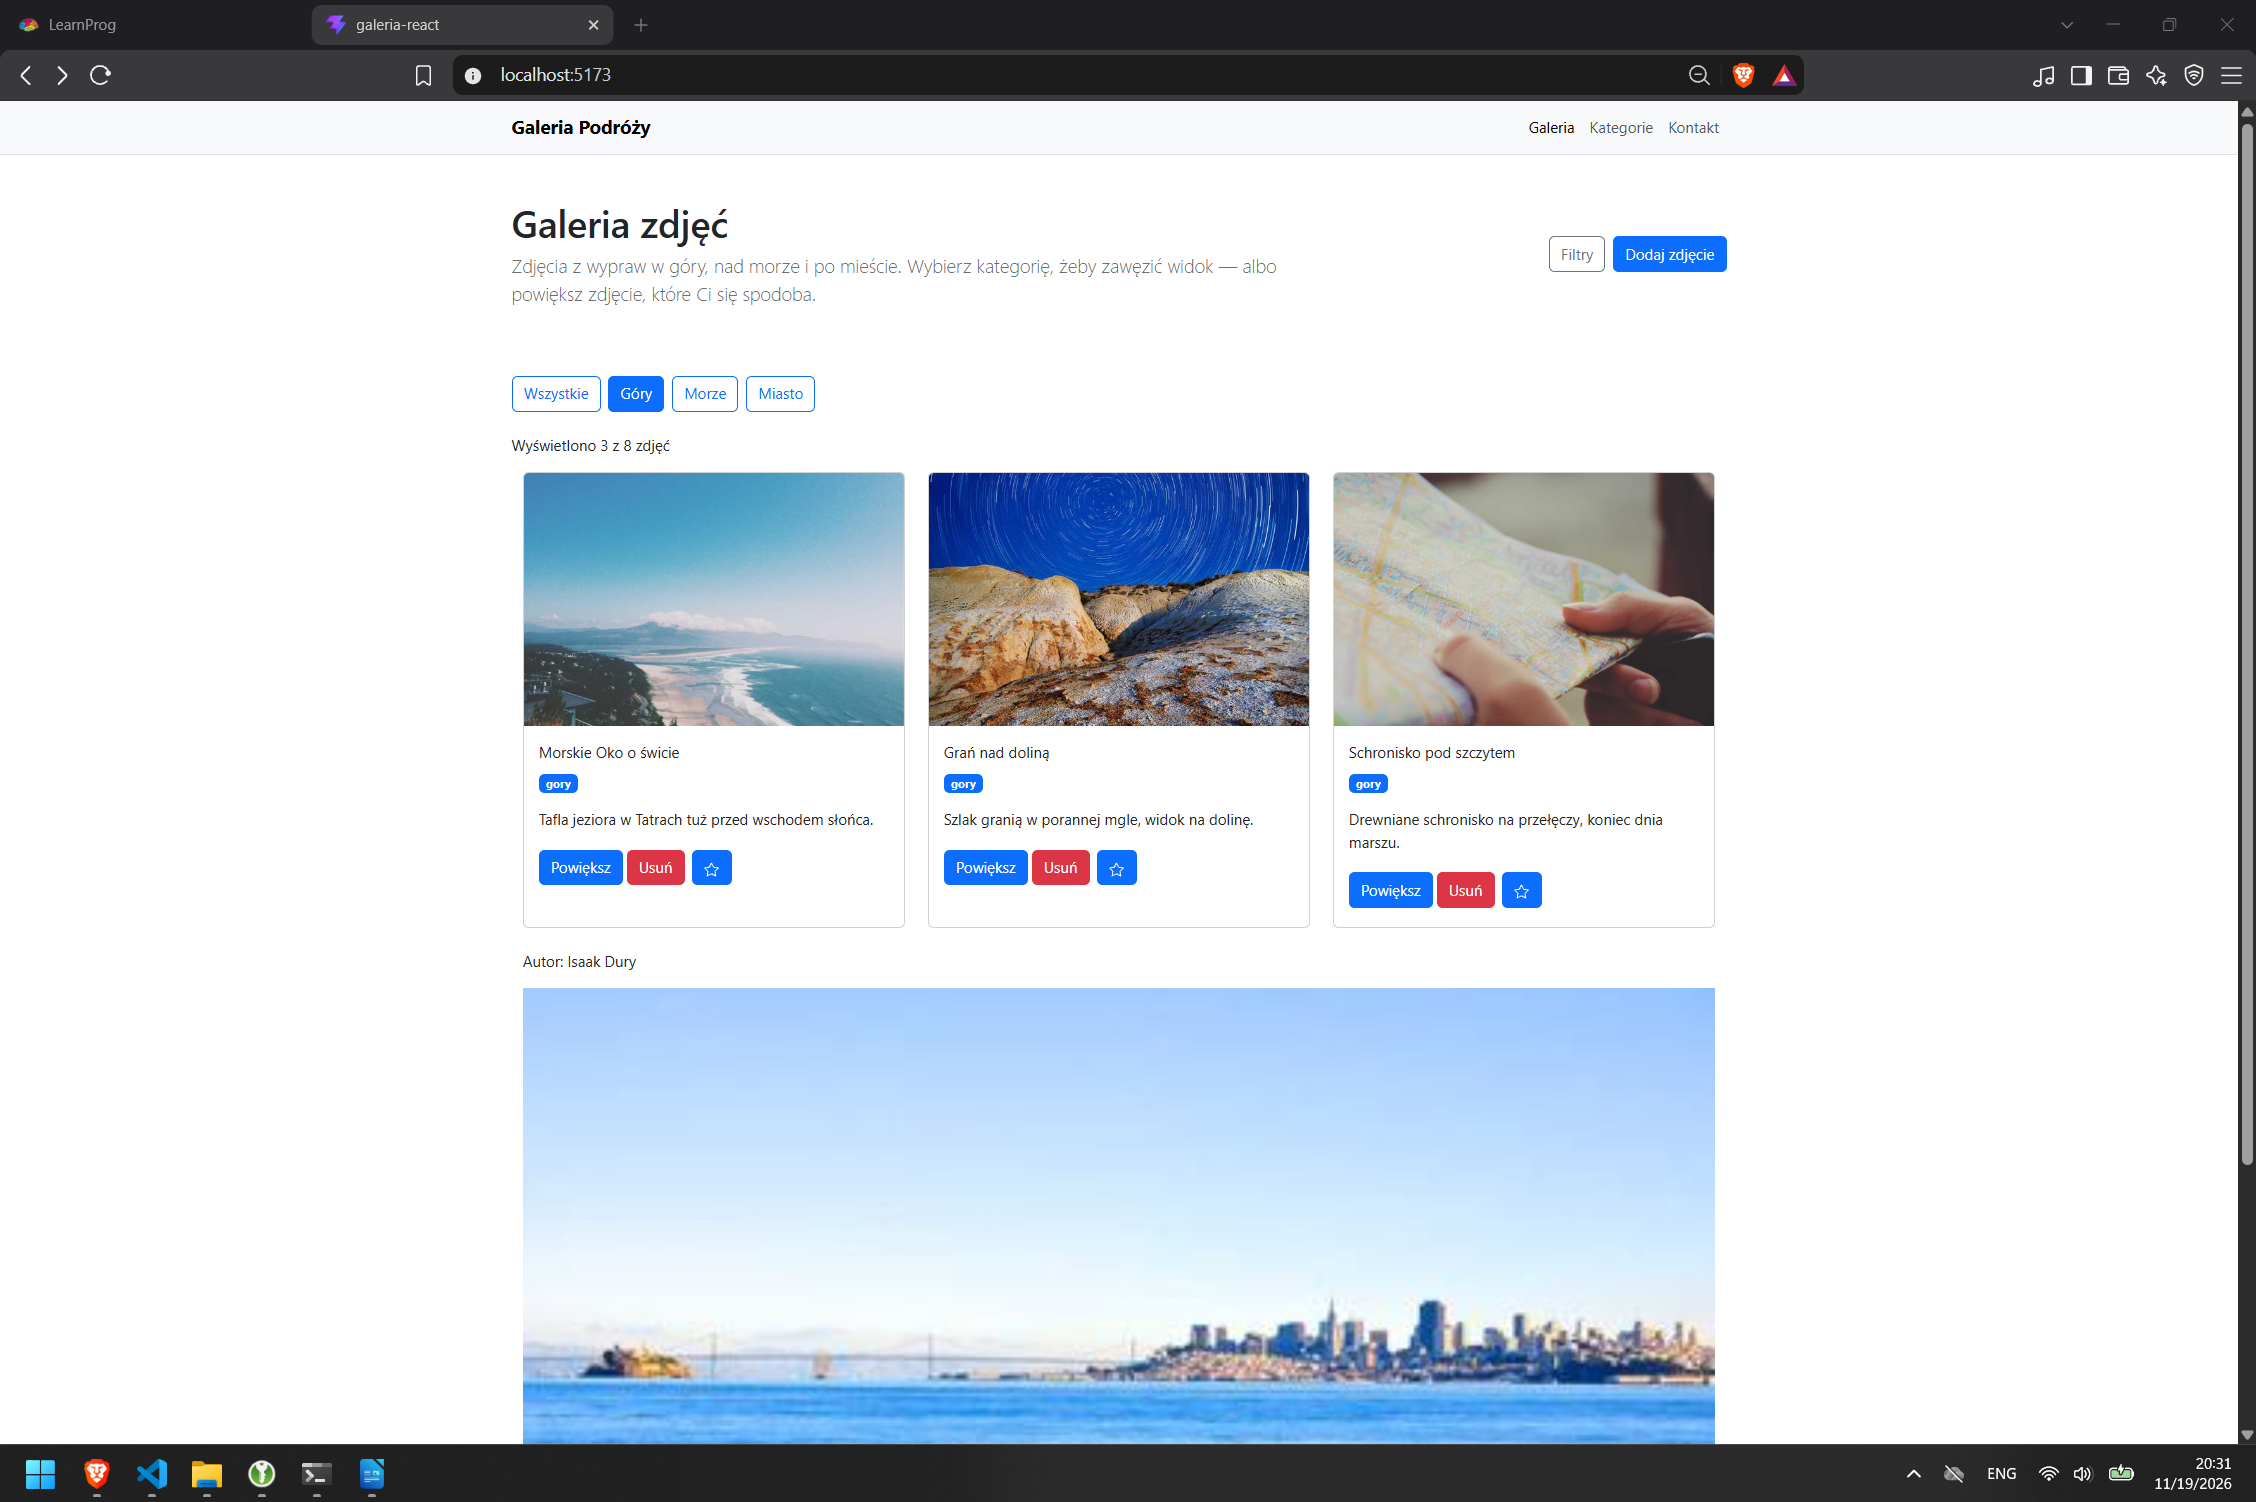 LearnProg
galeria-react
localhost:5173
Galeria Podróży
Galeria Kategorie Kontakt
Galeria zdjęć
Zdjęcia z wypraw w góry, nad morze i po mieście. Wybierz kategorię, żeby zawęzić widok — albo
powiększ zdjęcie, które Ci się spodoba.
Filtry Dodaj zdjęcie
Wszystkie Góry Morze Miasto
Wyświetlono 3 z 8 zdjęć
Morskie Oko o świcie
gory
Tafla jeziora w Tatrach tuż przed wschodem słońca.
Powiększ Usuń
Grań nad doliną
gory
Szlak granią w porannej mgle, widok na dolinę.
Powiększ Usuń
Schronisko pod szczytem
gory
Drewniane schronisko na przełęczy, koniec dnia
marszu.
Powiększ Usuń
Autor: Isaak Dury
ENG
20:31
11/19/2026